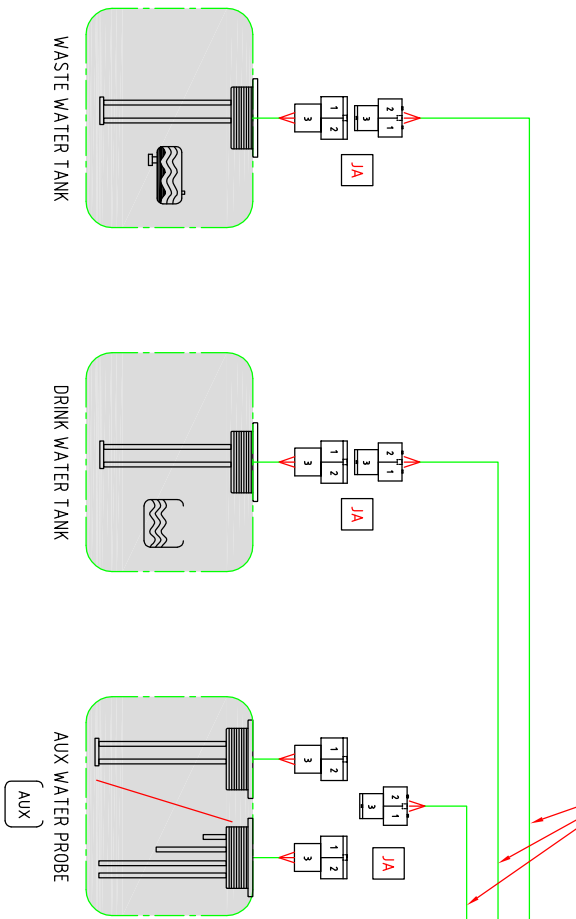 WASTE WATER TANK
1 2
3
2 1
3
JA
DRINK WATER TANK
1 2
3
2 1
3
JA
AUX WATER PROBE
AUX
1 2
3
1 2
3
2 1
3
JA